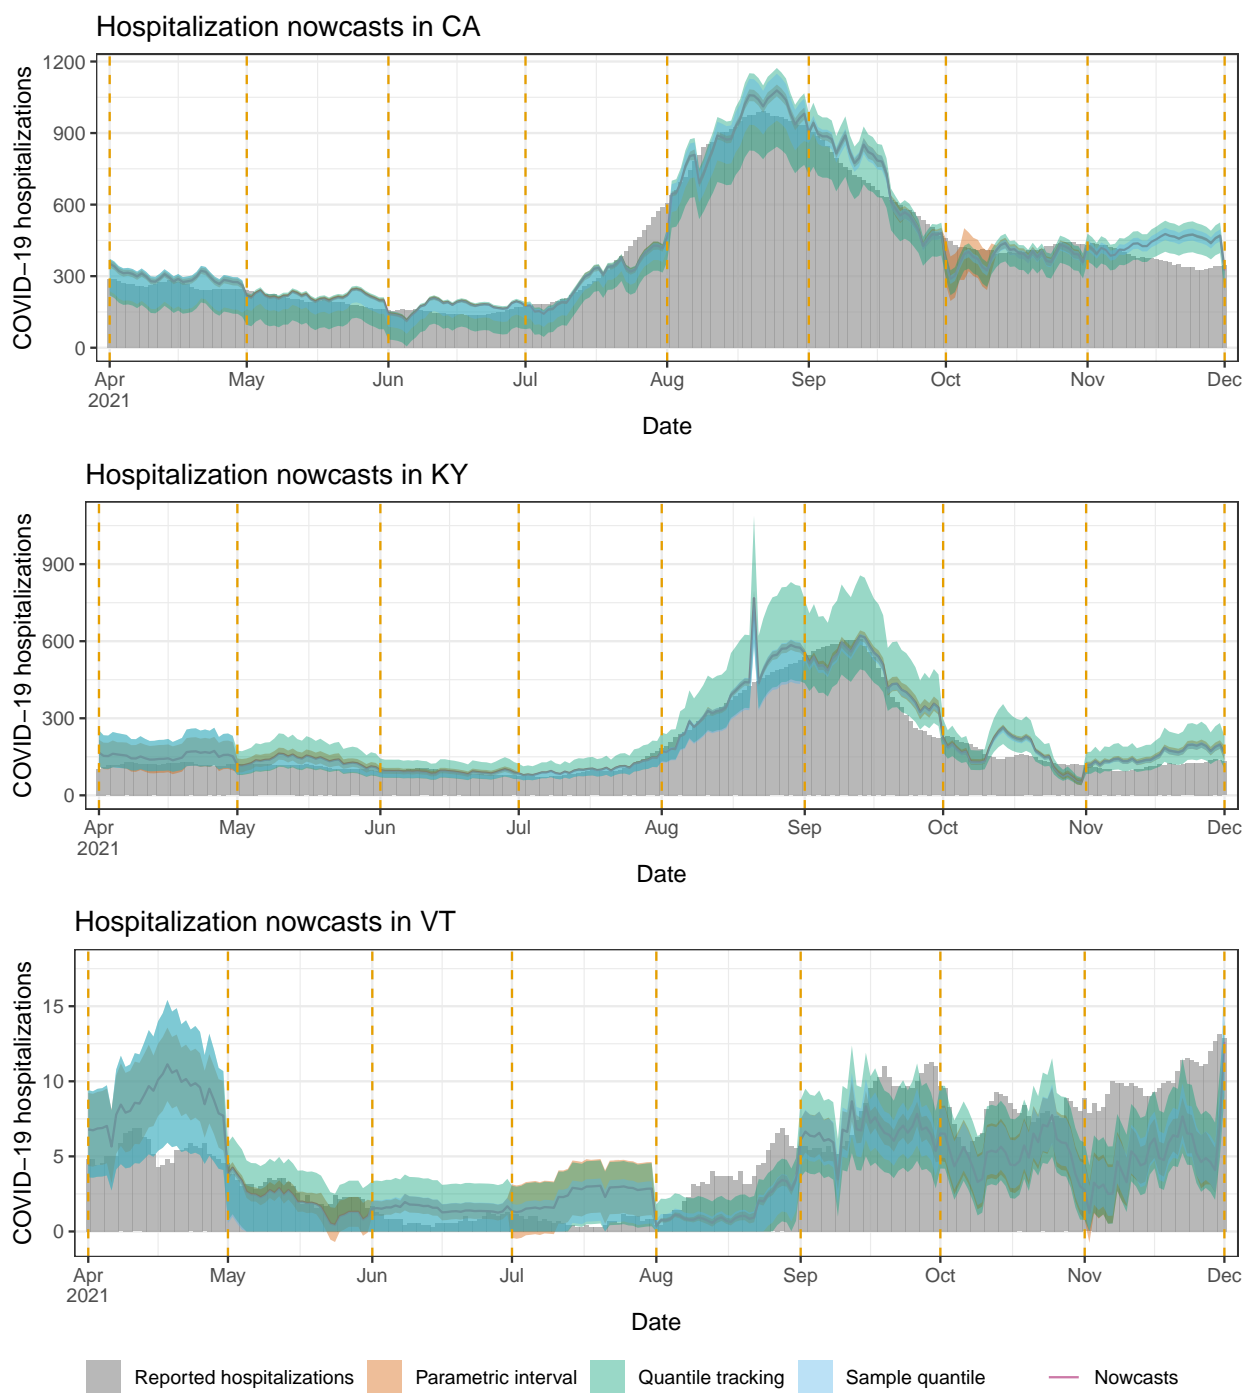 Hospitalization nowcasts in CA
COVID−19 hospitalizations
1200
900
600
300
0
Apr May Jun Jul Aug Sep Oct Nov Dec
2021
Date
Hospitalization nowcasts in KY
COVID−19 hospitalizations
900
600
300
0
Apr May Jun Jul Aug Sep Oct Nov Dec
2021
Date
Hospitalization nowcasts in VT
COVID−19 hospitalizations
15
10
5
0
Apr May Jun Jul Aug Sep Oct Nov Dec
2021
Date
Reported hospitalizations Parametric interval Quantile tracking Sample quantile Nowcasts